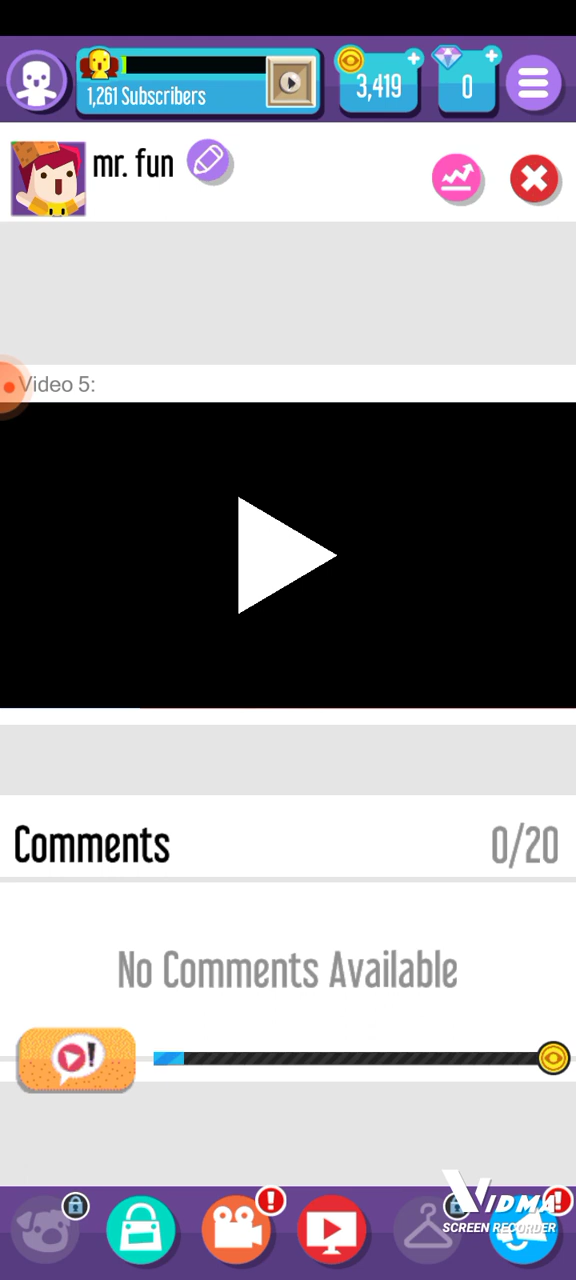 1,261 Subscribers
3,419
0
mr. fun
Video 5:
Comments
0/20
No Comments Available
VIDMA
SCREEN RECORDER